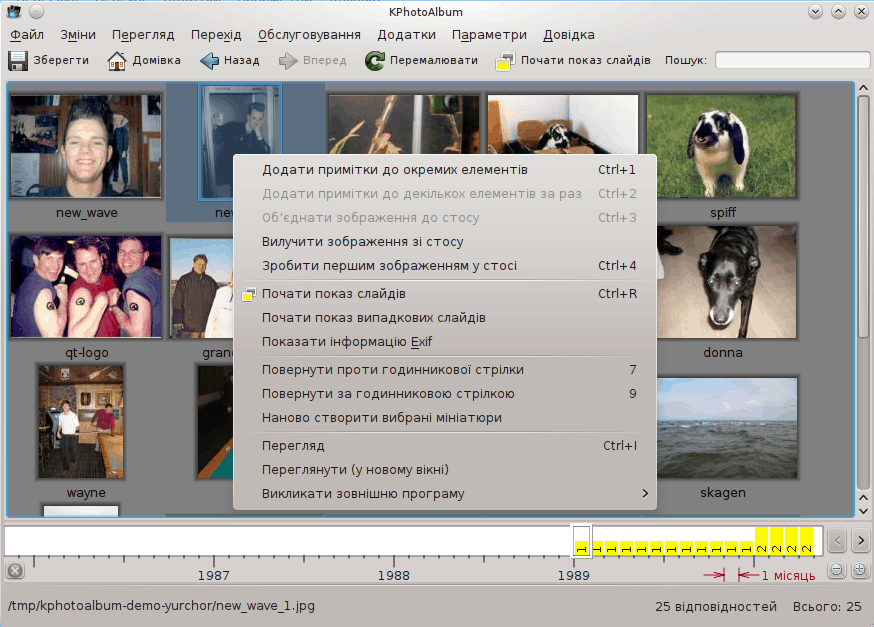 KPhotoAlbum
Файл Зміни Перегляд Перехід Обслуговування Додатки Параметри Довідка
Зберегти Домівка Назад Вперед Перемалювати Почати показ слайдів Пошук:
new_wave
spiff
Додати примітки до окремих елементів Ctrl+1
Додати примітки до декількох елементів за раз Ctrl+2
Об'єднати зображення до стосу Ctrl+3
Вилучити зображення зі стосу
Зробити першим зображенням у стосі Ctrl+4
Почати показ слайдів Ctrl+R
Почати показ випадкових слайдів
Показати інформацію Exif
Повернути проти годинникової стрілки 7
Повернути за годинниковою стрілкою 9
Наново створити вибрані мініатюри
Перегляд Ctrl+I
Переглянути (у новому вікні)
Викликати зовнішню програму
qt-logo
donna
wayne
skagen
1 1 1 1 1 1 1 1 1 1 1 1 2 2 2 2
1987 1988 1989 1 місяць
/tmp/kphotoalbum-demo-yurchor/new_wave_1.jpg 25 відповідностей Всього: 25